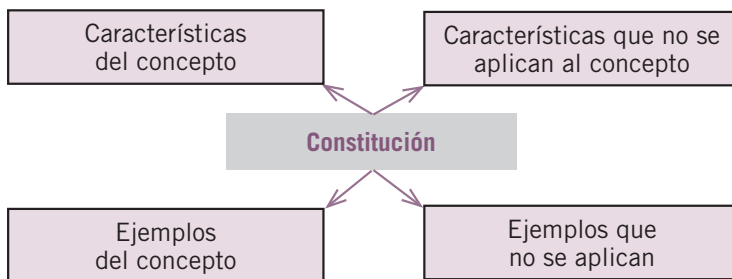 Características
del concepto
Características que no se
aplican al concepto
Constitución
Ejemplos
del concepto
Ejemplos que
no se aplican